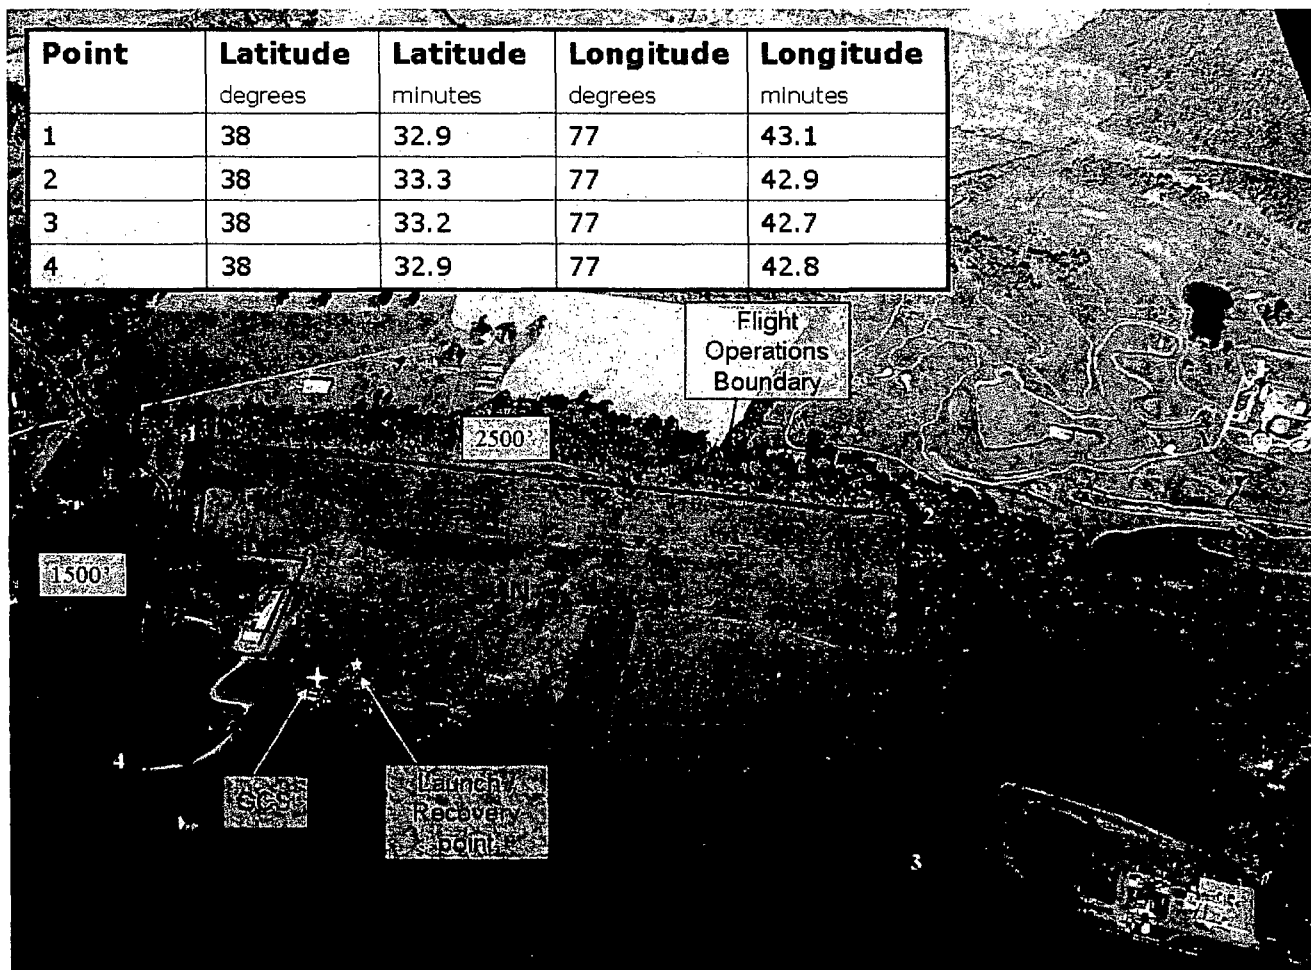 Point Latitude Latitude Longitude Longitude
degrees minutes degrees minutes
1 38 32.9 77 43.1
2 38 33.3 77 42.9
3 38 33.2 77 42.7
4 38 32.9 77 42.8
Flight
Operations
Boundary
1
2500'
2
1500'
4
GCS
Launch /
Recovery
point
3